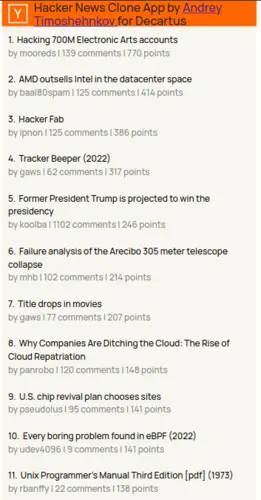 Y
Hacker News Clone App by Andrey
Timoshehnkov for Decartus
1. Hacking 700M Electronic Arts accounts
by mooreds | 139 comments | 770 points
2. AMD outsells Intel in the datacenter space
by baal80spam | 125 comments | 414 points
3. Hacker Fab
by ipnon | 125 comments | 386 points
4. Tracker Beeper (2022)
by gaws | 62 comments | 317 points
5. Former President Trump is projected to win the
presidency
by koolba | 1102 comments | 246 points
6. Failure analysis of the Arecibo 305 meter telescope
collapse
by mhb | 102 comments | 214 points
7. Title drops in movies
by gaws | 77 comments | 207 points
8. Why Companies Are Ditching the Cloud: The Rise of
Cloud Repatriation
by panrobo | 120 comments | 148 points
9. U.S. chip revival plan chooses sites
by pseudolus | 95 comments | 141 points
10. Every boring problem found in eBPF (2022)
by udev4096 | 9 comments | 141 points
11. Unix Programmer's Manual Third Edition [pdf] (1973)
by rbanffy | 22 comments | 138 points